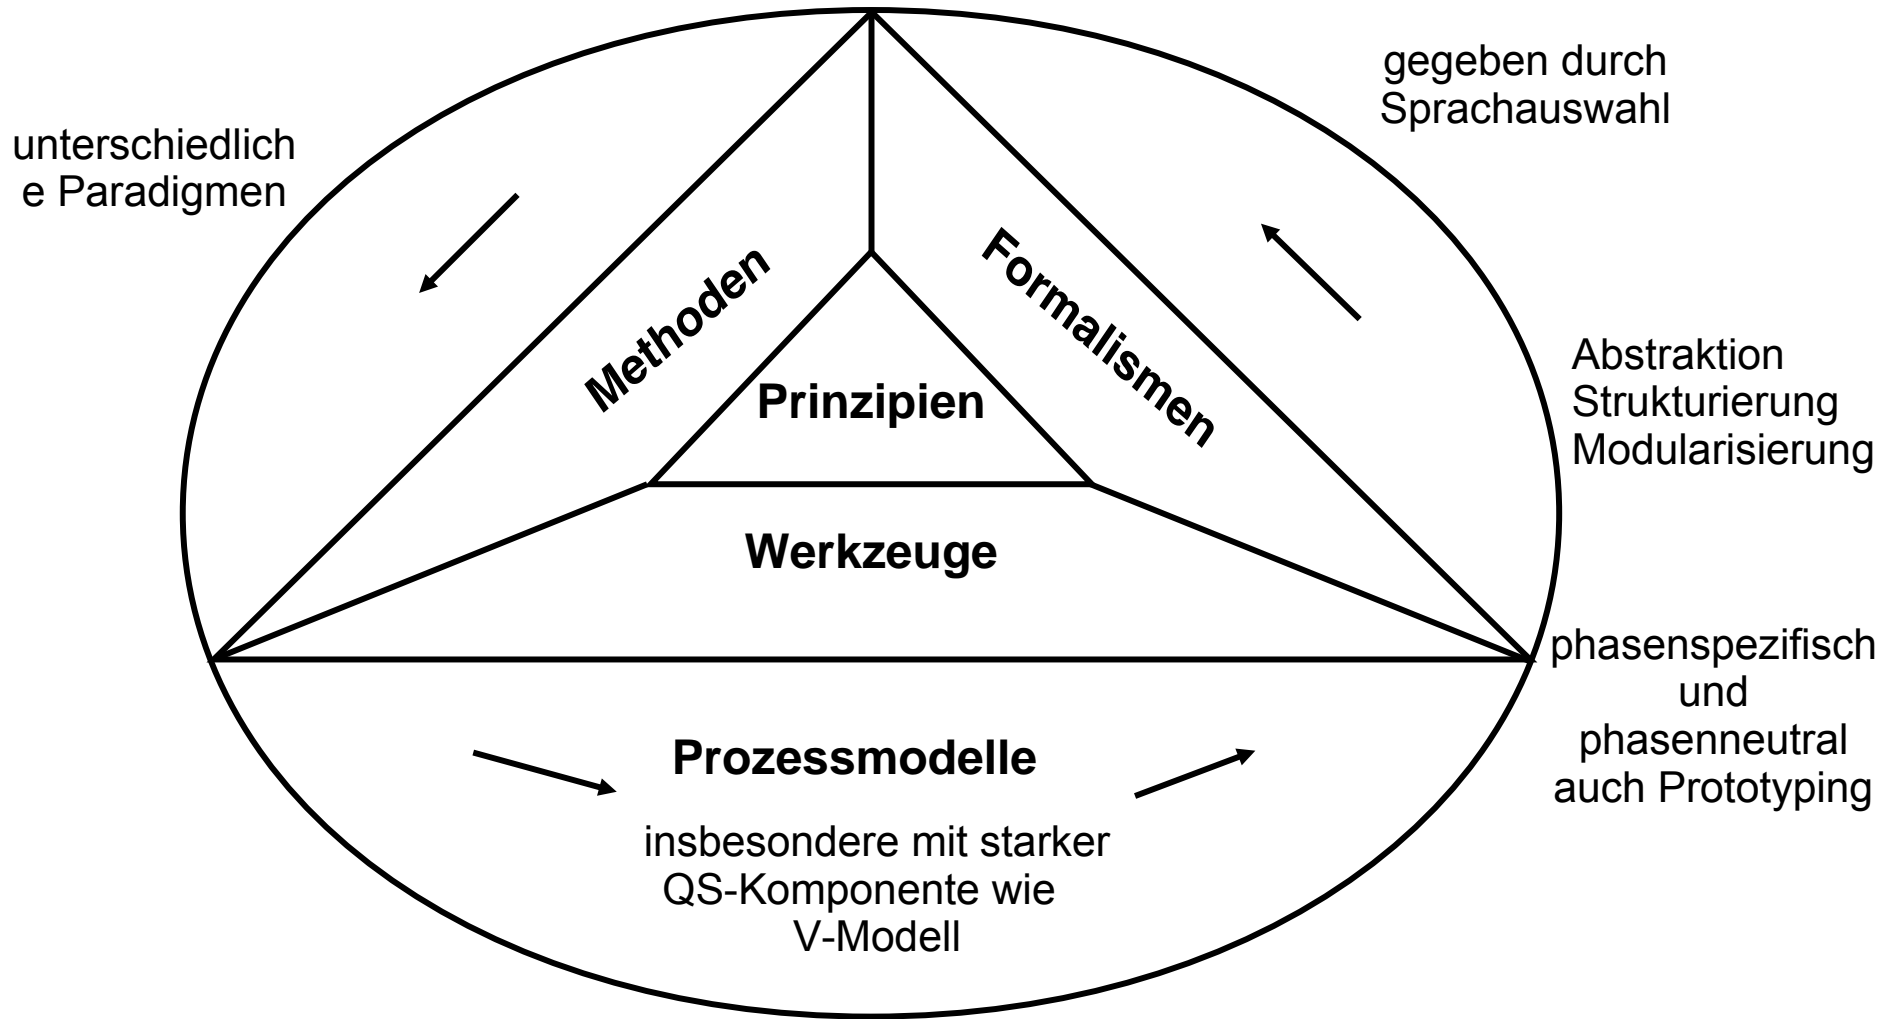 gegeben durch
Sprachauswahl
unterschiedlich
e Paradigmen
Methoden
Formalismen
Abstraktion
Strukturierung
Modularisierung
Prinzipien
Werkzeuge
phasenspezifisch
und
phasenneutral
auch Prototyping
Prozessmodelle
insbesondere mit starker
QS-Komponente wie
V-Modell